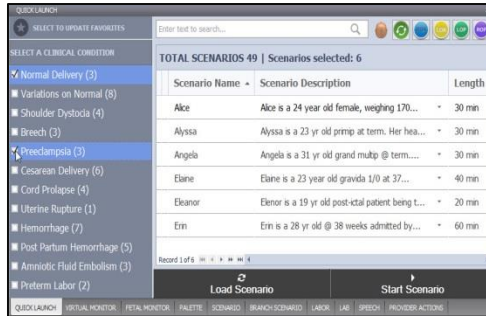 QUICK LAUNCH
SELECT TO UPDATE FAVORITES
Enter text to search...
SELECT A CLINICAL CONDITION
TOTAL SCENARIOS 49 | Scenarios selected: 6
Normal Delivery (3)
Variations on Normal (8)
Shoulder Dystoda (4)
Breech (3)
Preeclampsia (3)
Cesarean Delivery (6)
Cord Prolapse (4)
Uterine Rupture (1)
Hemorrhage (7)
Post Partum Hemorrhage (5)
Amniotic Fluid Embolism (3)
Preterm Labor (2)
Scenario Name Scenario Description Length
Alice Alice is a 24 year old female, weighing 170... 30 min
Alyssa Alyssa is a 23 yr old primip at term. Her hea... 30 min
Angela Angela is a 31 yr old grand multip @ term.... 30 min
Elaine Elaine is a 23 year old gravida 1/0 at 37... 40 min
Eleanor Elenor is a 19 yr old post-ictal patient being t... 20 min
Erin Erin is a 28 yr old @ 38 weeks admitted by... 60 min
Record 1 of 6
Load Scenario Start Scenario
QUICK LAUNCH VIRTUAL MONITOR FETAL MONITOR PALETTE SCENARIO BRANCH SCENARIO LABOR LAB SPEECH PROVIDER ACTIONS